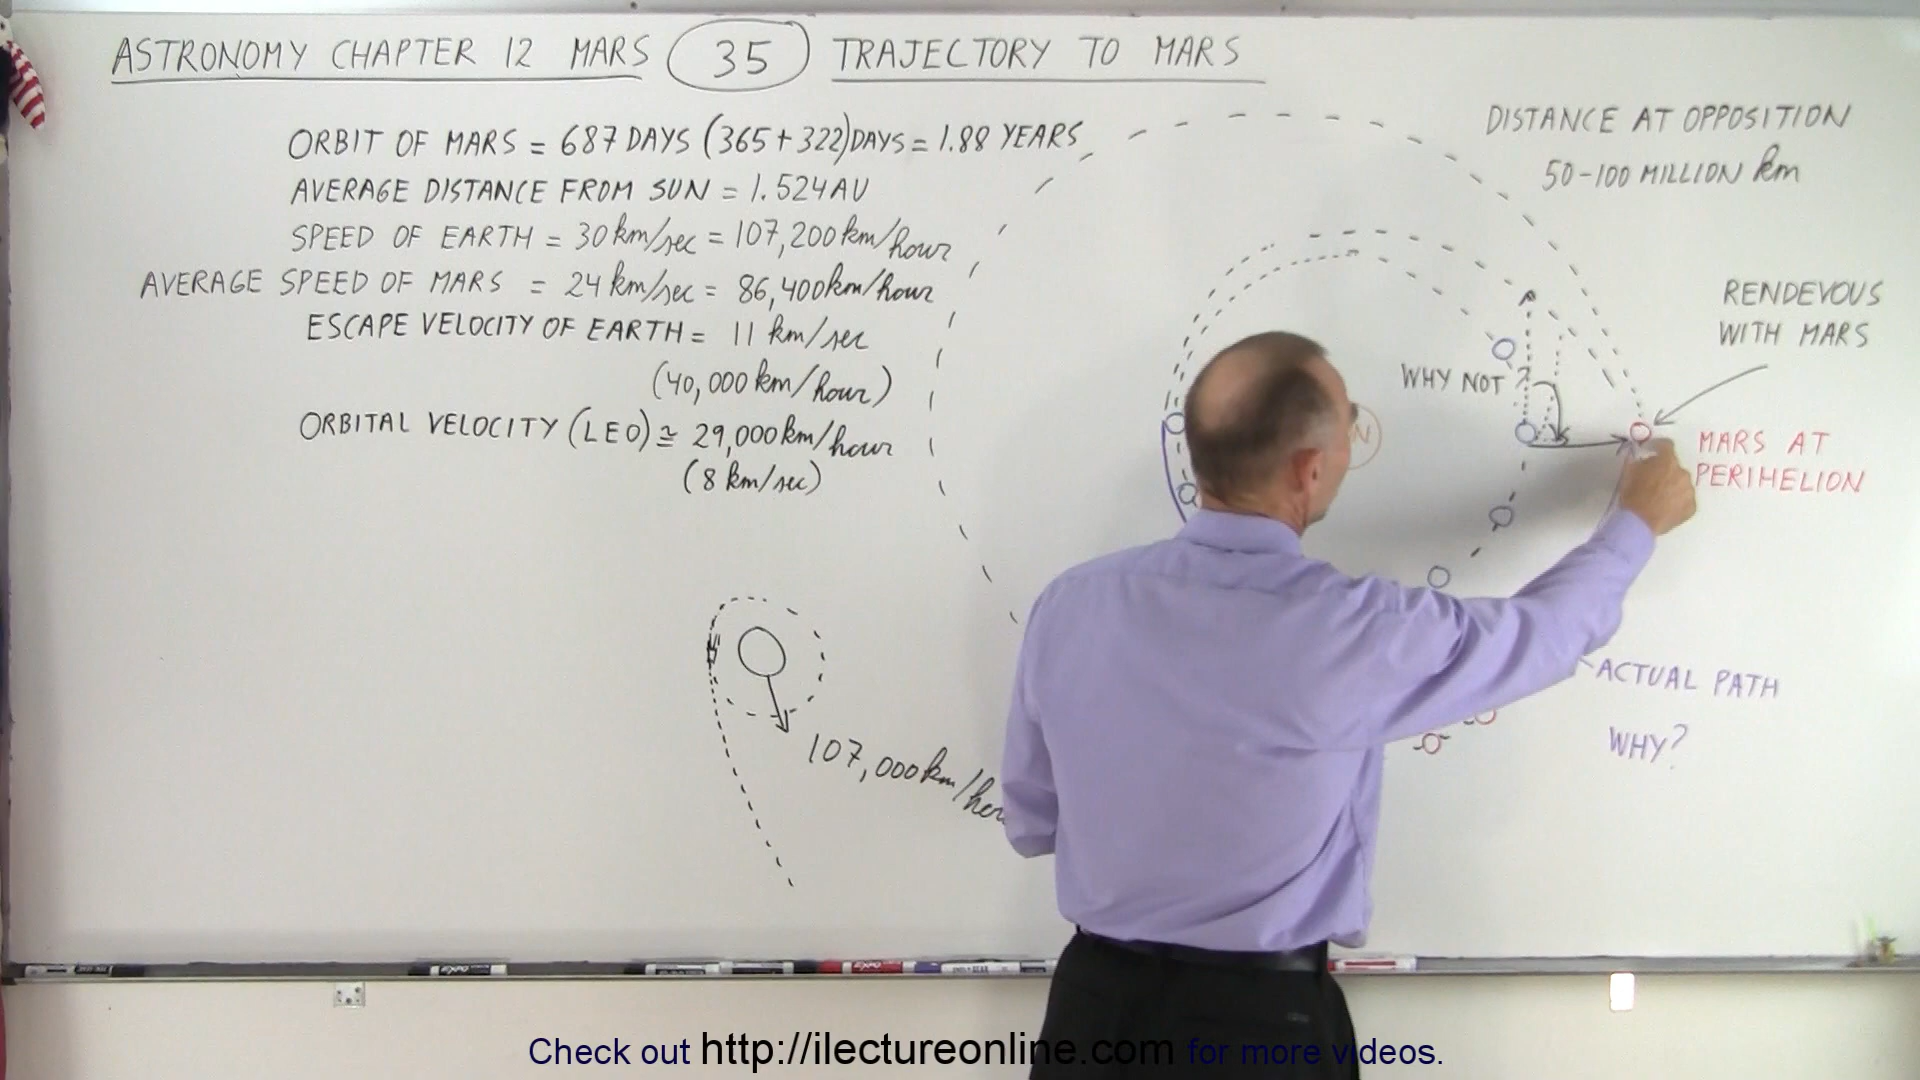 ASTRONOMY CHAPTER 12 MARS 35 TRAJECTORY TO MARS
ORBIT OF MARS = 687 DAYS (365+322)DAYS = 1.88 YEARS
AVERAGE DISTANCE FROM SUN = 1.524AU
SPEED OF EARTH = 30 km/sec = 107,200 km/hour
AVERAGE SPEED OF MARS = 24 km/sec = 86,400 km/hour
ESCAPE VELOCITY OF EARTH = 11 km/sec
(40,000 km/hour)
ORBITAL VELOCITY (LEO) ≅ 29,000 km/hour
(8 km/sec)
107,000 km/hou
DISTANCE AT OPPOSITION
50-100 MILLION km
RENDEVOUS
WITH MARS
WHY NOT?
N
MARS AT
PERIHELION
ACTUAL PATH
WHY?
Check out http://ilectureonline.com for more videos.